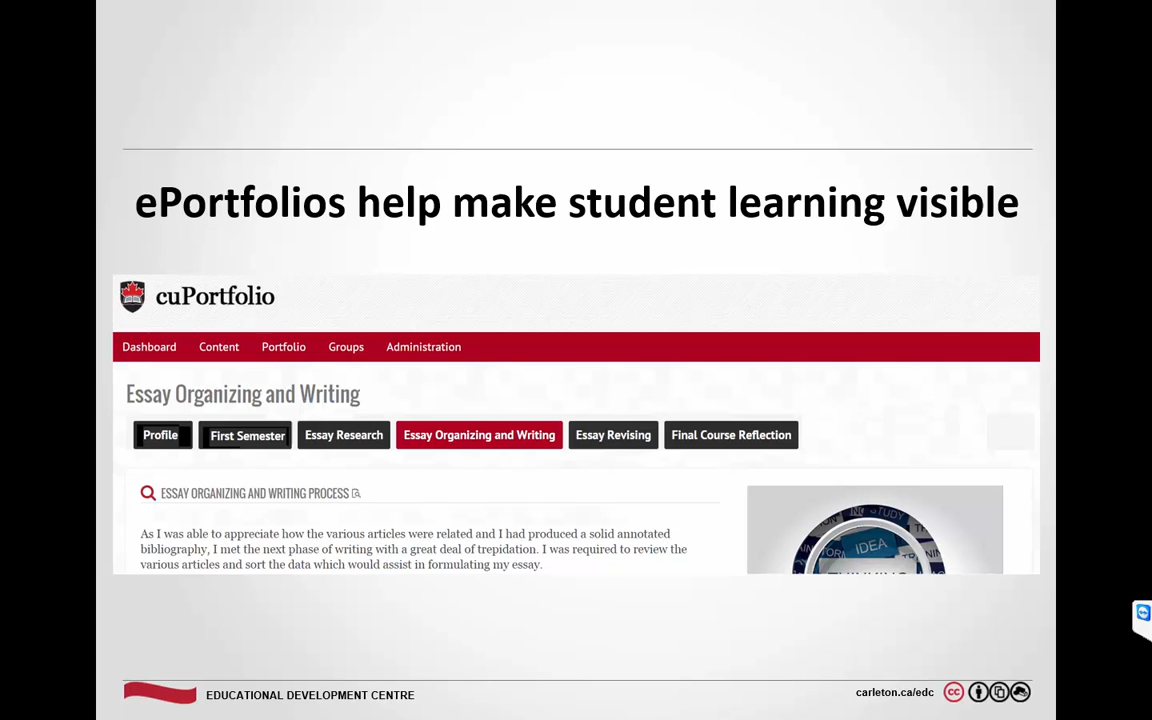 ePortfolios help make student learning visible
cuPortfolio
Dashboard Content Portfolio Groups Administration
Essay Organizing and Writing
Profile First Semester Essay Research Essay Organizing and Writing Essay Revising Final Course Reflection
ESSAY ORGANIZING AND WRITING PROCESS
As I was able to appreciate how the various articles were related and I had produced a solid annotated
bibliography, I met the next phase of writing with a great deal of trepidation. I was required to review the
various articles and sort the data which would assist in formulating my essay.
STUDY
IDEA
EDUCATIONAL DEVELOPMENT CENTRE
carleton.ca/edc
cc